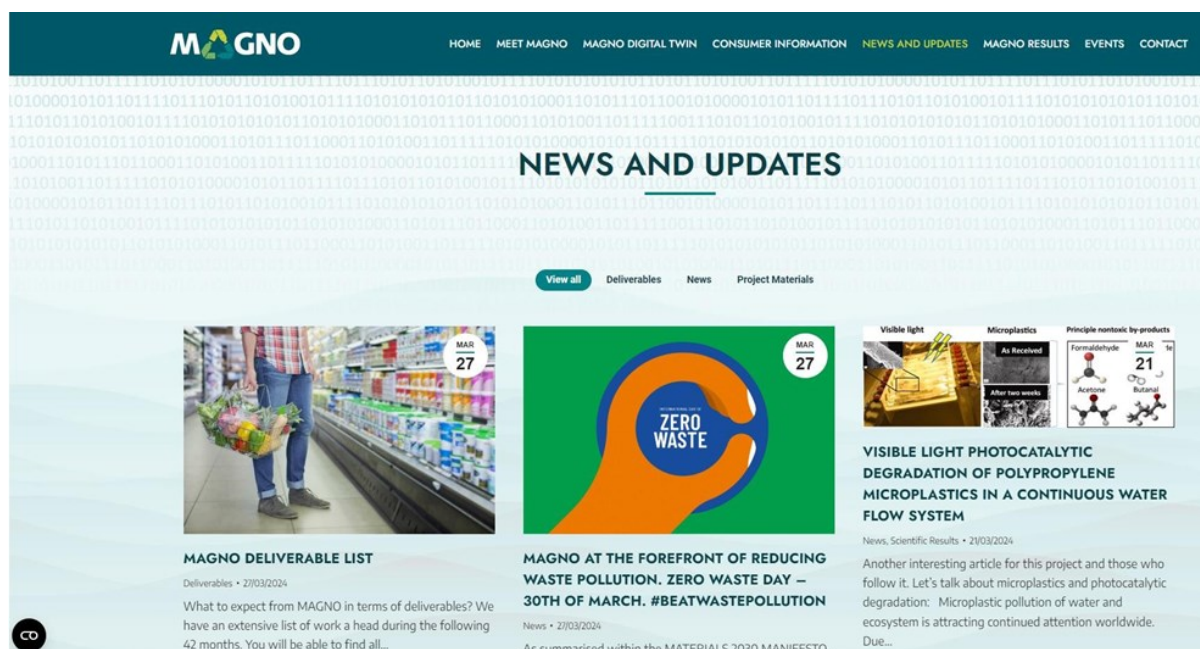 MAGNO
HOME MEET MAGNO MAGNO DIGITAL TWIN CONSUMER INFORMATION NEWS AND UPDATES MAGNO RESULTS EVENTS CONTACT
NEWS AND UPDATES
View all Deliverables News Project Materials
MAR
27
MAGNO DELIVERABLE LIST
Deliverables • 27/03/2024
What to expect from MAGNO in terms of deliverables? We
have an extensive list of work a head during the following
42 months. You will be able to find all...
MAR
27
ZERO
WASTE
MAGNO AT THE FOREFRONT OF REDUCING
WASTE POLLUTION. ZERO WASTE DAY –
30TH OF MARCH. #BEATWASTEPOLLUTION
News • 27/03/2024
As summarised within the MATERIALS 2030 MANIFESTO
Visible light Microplastics Principle nontoxic by-products
As Received
After two weeks
Formaldehyde
Acetone Butanal
MAR
21
VISIBLE LIGHT PHOTOCATALYTIC
DEGRADATION OF POLYPROPYLENE
MICROPLASTICS IN A CONTINUOUS WATER
FLOW SYSTEM
News, Scientific Results • 21/03/2024
Another interesting article for this project and those who
follow it. Let's talk about microplastics and photocatalytic
degradation: Microplastic pollution of water and
ecosystem is attracting continued attention worldwide.
Due...